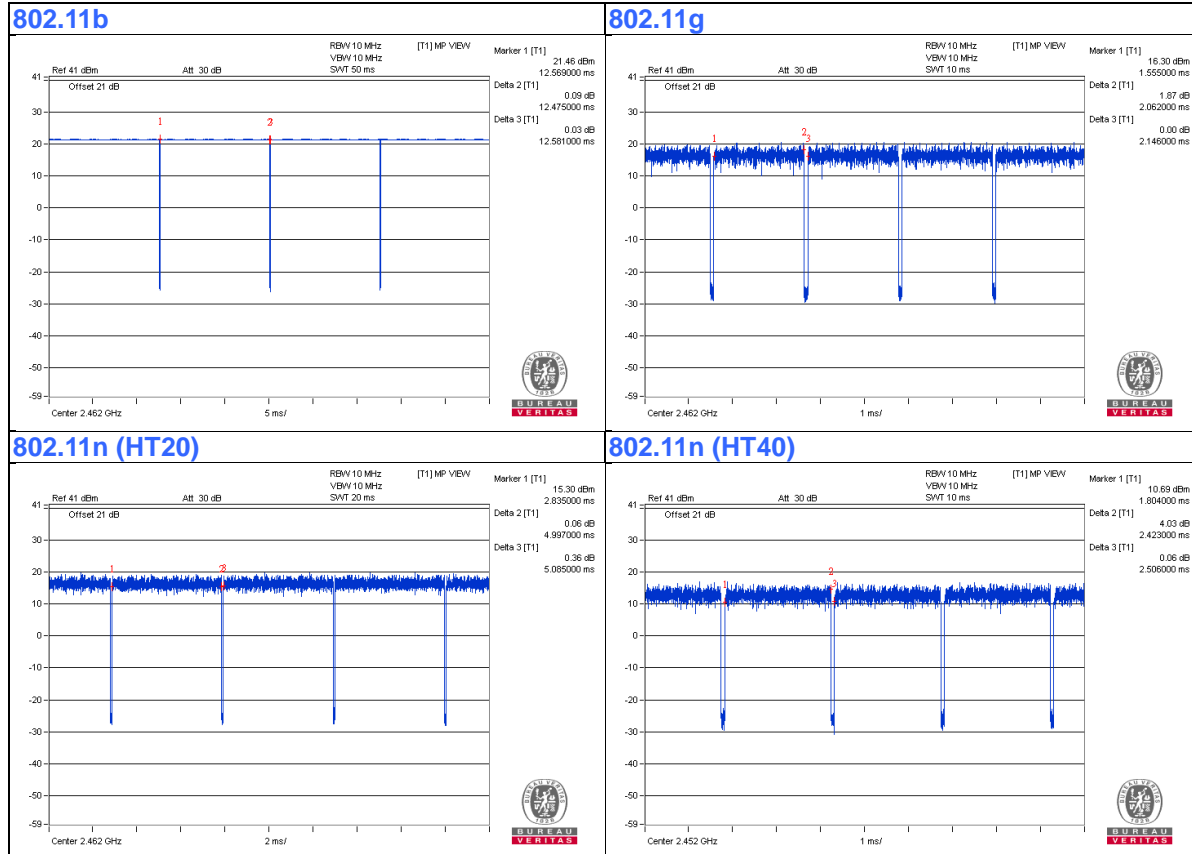 802.11b
RBW 10 MHz [T1] MP VIEW
VBW 10 MHz
Ref 41 dBm Att 30 dB SWT 50 ms
Marker 1 [T1]
21.46 dBm
12.569000 ms
Delta 2 [T1]
0.09 dB
12.475000 ms
Delta 3 [T1]
0.03 dB
12.581000 ms
41
Offset 21 dB
30
20
10
0
-10
-20
-30
-40
-50
-59
1
2
3
Center 2.462 GHz 5 ms/
BUREAU VERITAS
1828
BUREAU
VERITAS
802.11g
RBW 10 MHz [T1] MP VIEW
VBW 10 MHz
Ref 41 dBm Att 30 dB SWT 10 ms
Marker 1 [T1]
16.30 dBm
1.555000 ms
Delta 2 [T1]
1.87 dB
2.062000 ms
Delta 3 [T1]
0.00 dB
2.146000 ms
41
Offset 21 dB
30
20
10
0
-10
-20
-30
-40
-50
-59
1
2
3
Center 2.462 GHz 1 ms/
BUREAU VERITAS
1828
BUREAU
VERITAS
802.11n (HT20)
RBW 10 MHz [T1] MP VIEW
VBW 10 MHz
Ref 41 dBm Att 30 dB SWT 20 ms
Marker 1 [T1]
15.30 dBm
2.835000 ms
Delta 2 [T1]
0.06 dB
4.997000 ms
Delta 3 [T1]
0.36 dB
5.085000 ms
41
Offset 21 dB
30
20
10
0
-10
-20
-30
-40
-50
-59
1
2
3
Center 2.462 GHz 2 ms/
BUREAU VERITAS
1828
BUREAU
VERITAS
802.11n (HT40)
RBW 10 MHz [T1] MP VIEW
VBW 10 MHz
Ref 41 dBm Att 30 dB SWT 10 ms
Marker 1 [T1]
10.69 dBm
1.804000 ms
Delta 2 [T1]
4.03 dB
2.423000 ms
Delta 3 [T1]
0.06 dB
2.506000 ms
41
Offset 21 dB
30
20
10
0
-10
-20
-30
-40
-50
-59
1
2
3
Center 2.452 GHz 1 ms/
BUREAU VERITAS
1828
BUREAU
VERITAS